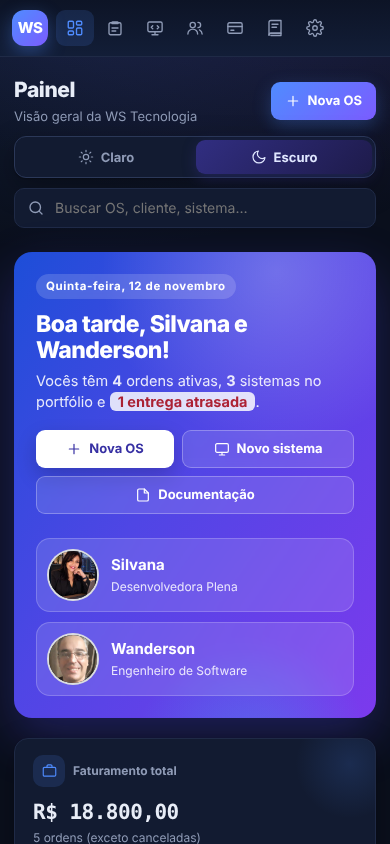 WS
Painel
Visão geral da WS Tecnologia
Nova OS
Claro
Escuro
Buscar OS, cliente, sistema...
Quinta-feira, 12 de novembro
Boa tarde, Silvana e
Wanderson!
Vocês têm 4 ordens ativas, 3 sistemas no
portfólio e 1 entrega atrasada.
Nova OS
Novo sistema
Documentação
Silvana
Desenvolvedora Plena
Wanderson
Engenheiro de Software
Faturamento total
R$ 18.800,00
5 ordens (exceto canceladas)